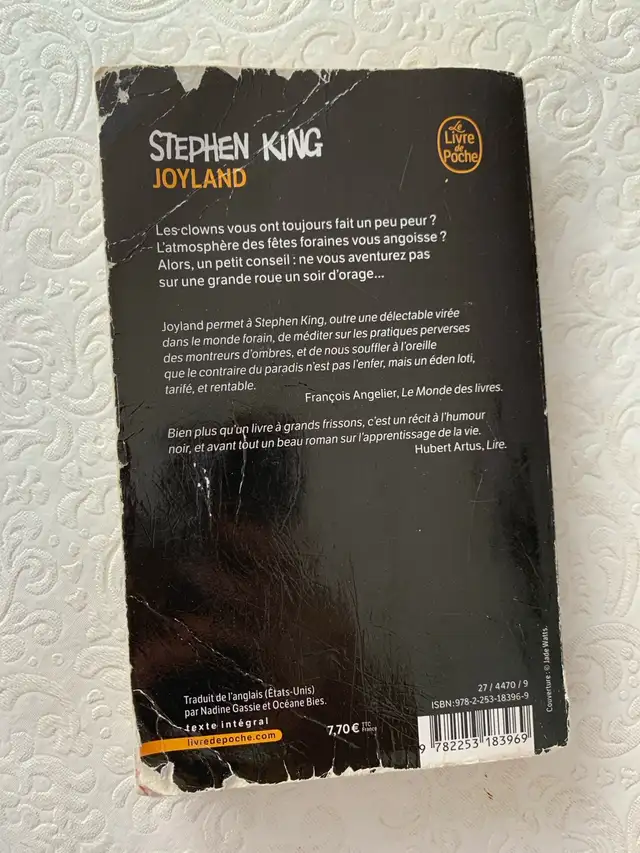 STEPHEN KING
JOYLAND
Le
Livre
de
Poche
Les clowns vous ont toujours fait un peu peur ?
L'atmosphère des fêtes foraines vous angoisse ?
Alors, un petit conseil : ne vous aventurez pas
sur une grande roue un soir d'orage...
Joyland permet à Stephen King, outre une délectable virée
dans le monde forain, de méditer sur les pratiques perverses
des montreurs d'ombres, et de nous souffler à l'oreille
que le contraire du paradis n'est pas l'enfer, mais un éden loti,
tarifé, et rentable.
François Angelier, Le Monde des livres.
Bien plus qu'un livre à grands frissons, c'est un récit à l'humour
noir, et avant tout un beau roman sur l'apprentissage de la vie.
Hubert Artus, Lire.
Traduit de l'anglais (États-Unis)
par Nadine Gassie et Océane Bies.
texte intégral
livredepoche.com
7,70 € TTC
France
27 / 4470 / 9
ISBN : 978-2-253-18396-9
9 782253 183969
Couverture : © Jade Watts.